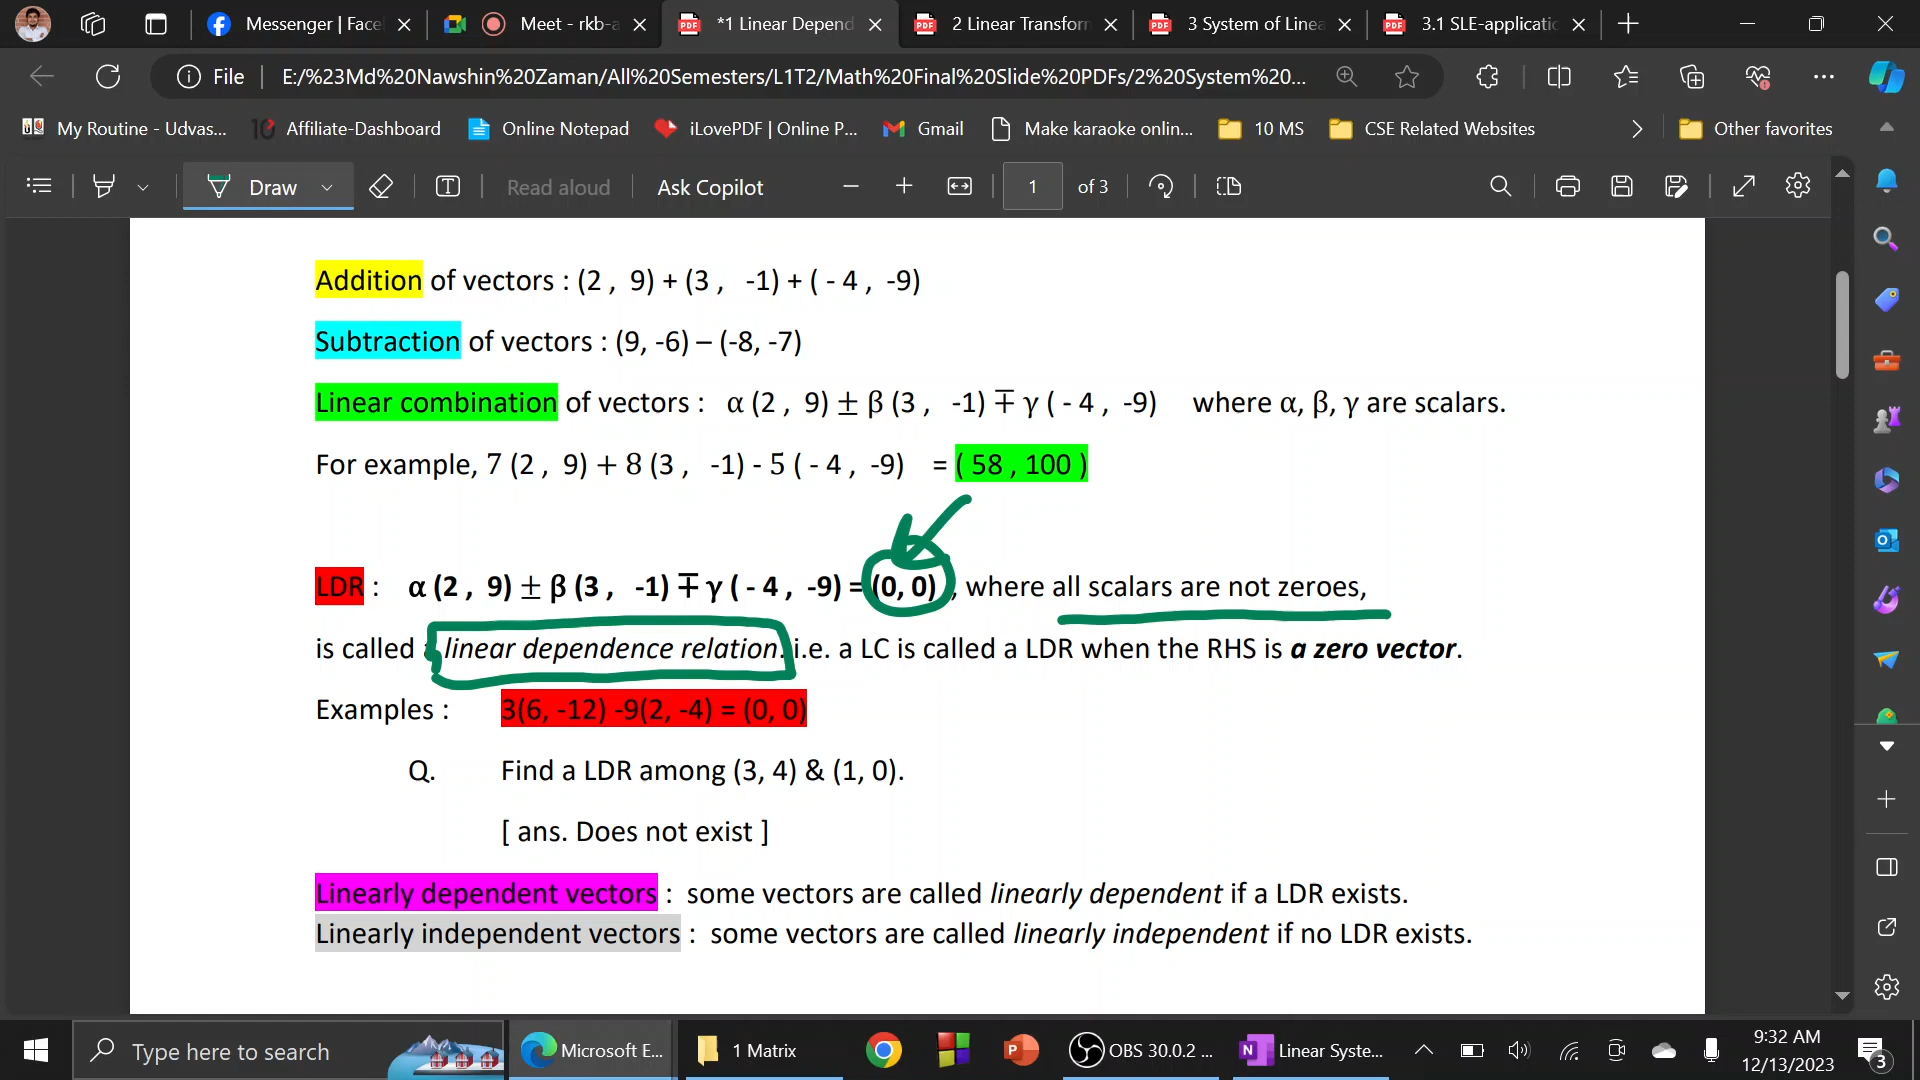 Messenger | Face
Meet - rkb-a
*1 Linear Depend
2 Linear Transform
3 System of Linea
3.1 SLE-applicatio
File
E:/%23Md%20Nawshin%20Zaman/All%20Semesters/L1T2/Math%20Final%20Slide%20PDFs/2%20System%20...
My Routine - Udvas...
Affiliate-Dashboard
Online Notepad
iLovePDF | Online P...
Gmail
Make karaoke onlin...
10 MS
CSE Related Websites
Other favorites
Draw
Read aloud
Ask Copilot
1
of 3
Addition of vectors : (2 , 9) + (3 , -1) + ( - 4 , -9)
Subtraction of vectors : (9, -6) – (-8, -7)
Linear combination of vectors : α (2 , 9) ± β (3 , -1) ∓ γ ( - 4 , -9) where α, β, γ are scalars.
For example, 7 (2 , 9) + 8 (3 , -1) - 5 ( - 4 , -9) = ( 58 , 100 )
LDR : α (2 , 9) ± β (3 , -1) ∓ γ ( - 4 , -9) = (0, 0) , where all scalars are not zeroes,
is called linear dependence relation. i.e. a LC is called a LDR when the RHS is a zero vector.
Examples : 3(6, -12) -9(2, -4) = (0, 0)
Q. Find a LDR among (3, 4) & (1, 0).
[ ans. Does not exist ]
Linearly dependent vectors : some vectors are called linearly dependent if a LDR exists.
Linearly independent vectors : some vectors are called linearly independent if no LDR exists.
Type here to search
Microsoft E...
1 Matrix
OBS 30.0.2 ...
Linear Syste...
9:32 AM
12/13/2023
3